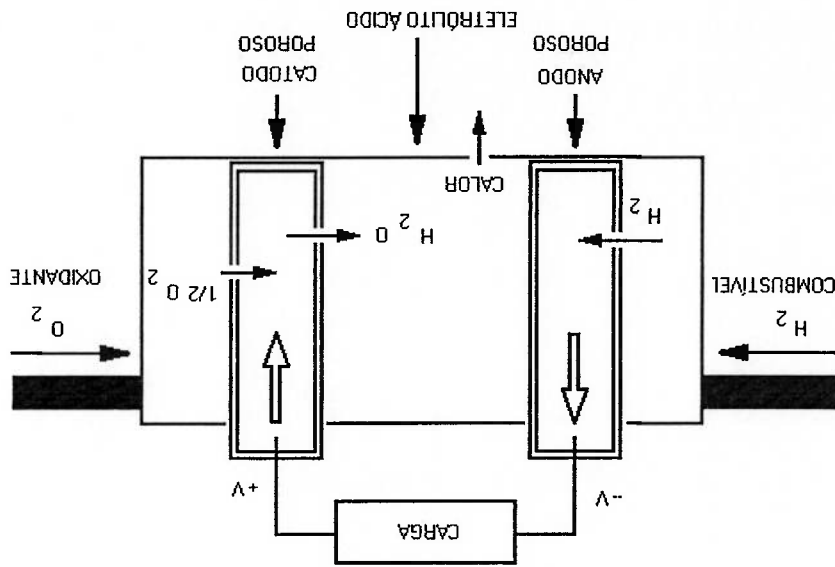 CARGA
-V
+V
H2
COMBUSTÍVEL
O2
OXIDANTE
1/2 O2
H2
H2O
CALOR
ANODO
POROSO
CATODO
POROSO
ELETRÓLITO ÁCIDO